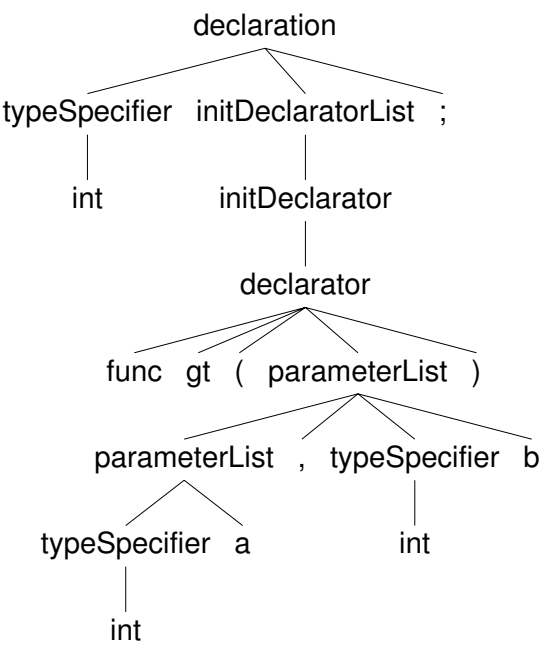 declaration
typeSpecifier initDeclaratorList ;
int initDeclarator
declarator
func gt ( parameterList )
parameterList , typeSpecifier b
typeSpecifier a int
int